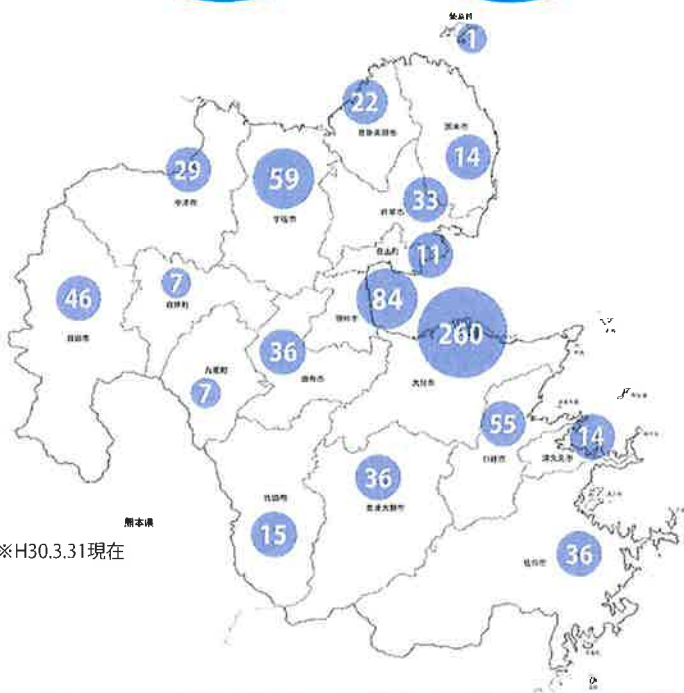 姫島村
1
22
豊後高田市
国東市
14
29
中津市
59
宇佐市
33
杵築市
日出町
11
46
日田市
7
玖珠町
84
別府市
260
大分市
36
由布市
九重町
7
55
臼杵市
14
津久見市
36
豊後大野市
竹田市
15
熊本県
※H30.3.31現在
佐伯市
36